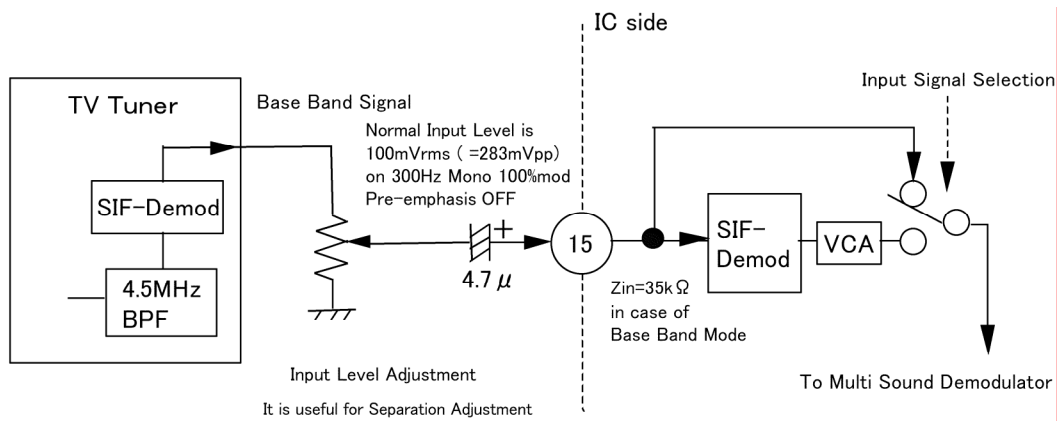 IC side
TV Tuner
Base Band Signal
Input Signal Selection
Normal Input Level is
100mVrms ( =283mVpp)
on 300Hz Mono 100%mod
Pre-emphasis OFF
SIF-Demod
4.5MHz
BPF
+
4.7μ
15
SIF-
Demod
VCA
Zin=35kΩ
in case of
Base Band Mode
Input Level Adjustment
It is useful for Separation Adjustment
To Multi Sound Demodulator